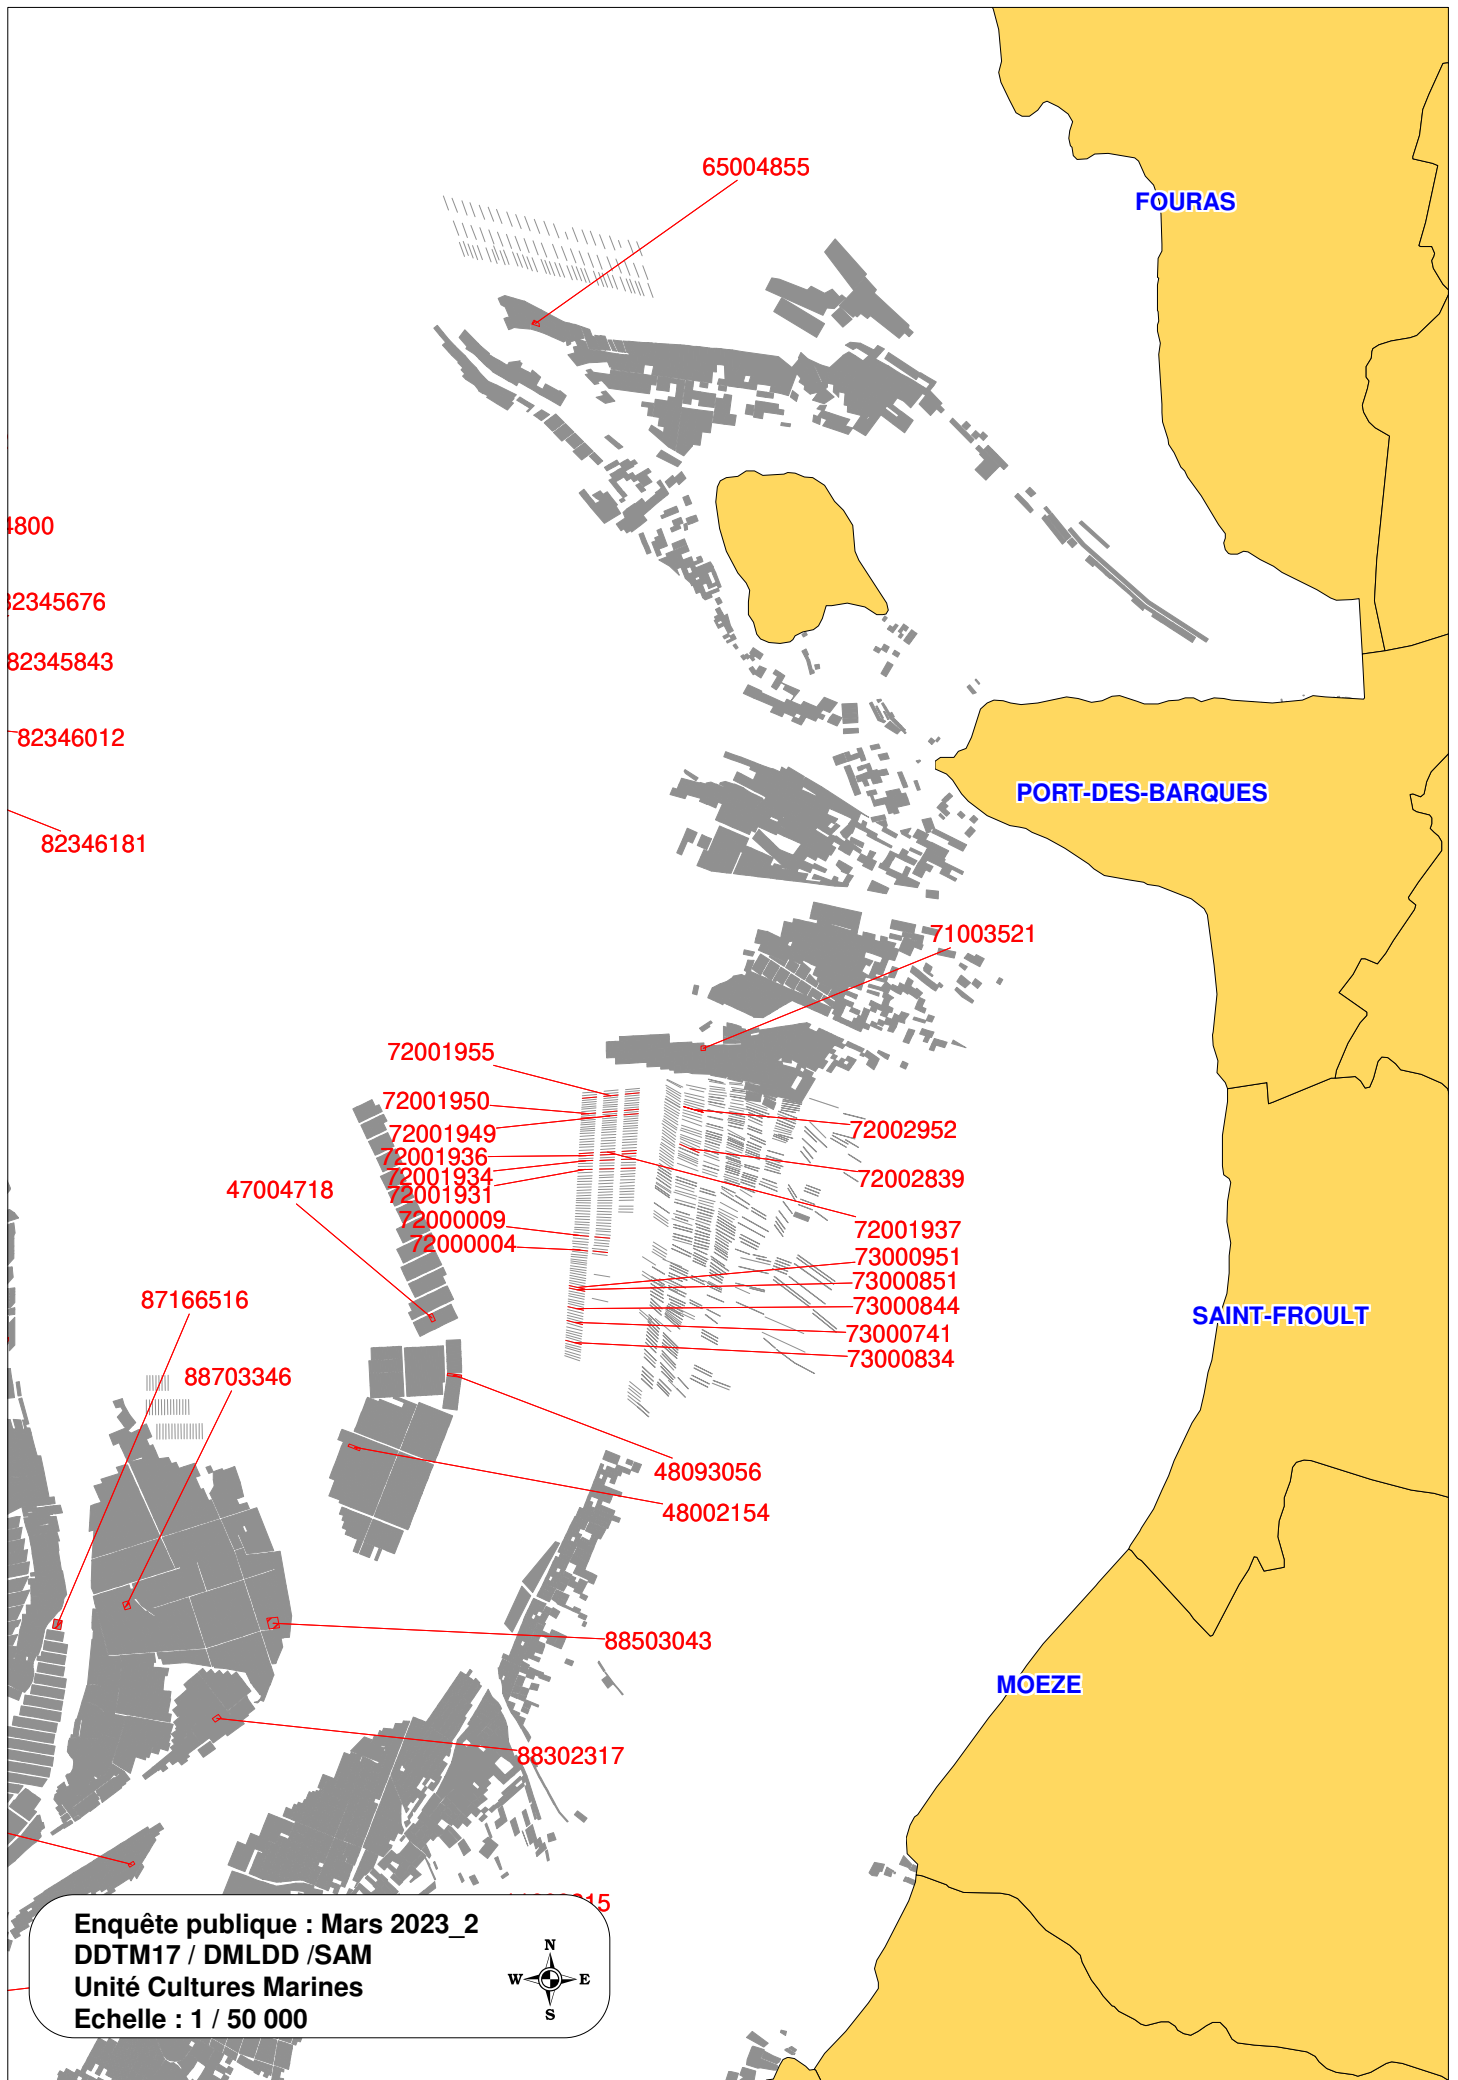 65004855
FOURAS
82345843
82346012
PORT-DES-BARQUES
82346181
71003521
72001955
72001950
72001949
72002952
72001936
72001934
72002839
72001931
47004718
72000009
72001937
72000004
73000951
73000851
87166516
73000844
SAINT-FROULT
73000741
73000834
88703346
48093056
48002154
88503043
MOEZE
88302317
Enquête publique : Mars 2023_2
DDTM17 / DMLDD /SAM
Unité Cultures Marines
Echelle : 1 / 50 000
N
W E
S